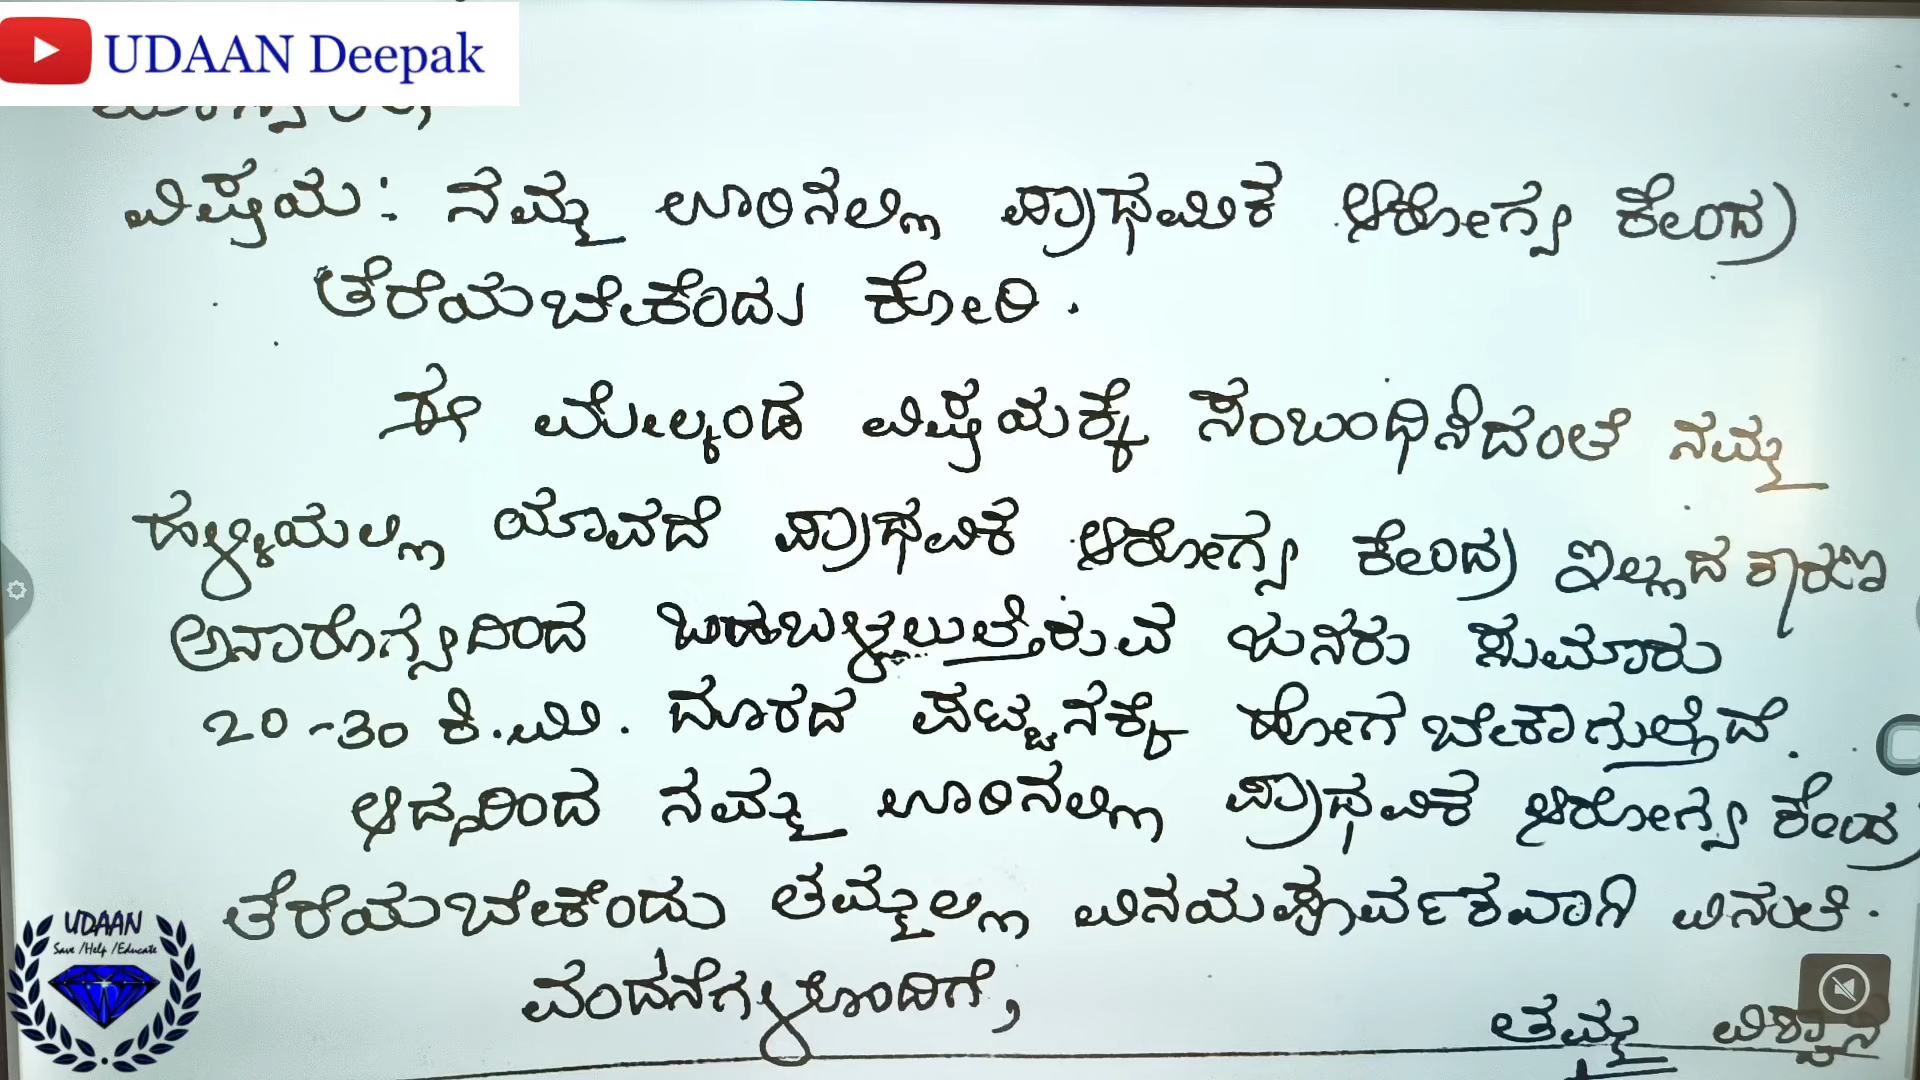 UDAAN Deepak
ವಿಷಯ: ನಮ್ಮ ಊರಿನಲ್ಲಿ ಪ್ರಾಥಮಿಕ ಆರೋಗ್ಯ ಕೇಂದ್ರ
ತೆರೆಯಬೇಕೆಂದು ಕೋರಿ.
ಈ ಮೇಲ್ಕಂಡ ವಿಷಯಕ್ಕೆ ಸಂಬಂಧಿಸಿದಂತೆ ನಮ್ಮ
ಹಳ್ಳಿಯಲ್ಲಿ ಯಾವದೆ ಪ್ರಾಥಮಿಕ ಆರೋಗ್ಯ ಕೇಂದ್ರ ಇಲ್ಲದ ಕಾರಣ
ಅನಾರೋಗ್ಯದಿಂದ ಬಳಲುತ್ತಿರುವ ಜನರು ಸುಮಾರು
20-30 ಕಿ.ಮಿ. ದೂರದ ಪಟ್ಟನಕ್ಕೆ ಹೋಗಬೇಕಾಗುತ್ತಿದೆ.
ಆದ್ದರಿಂದ ನಮ್ಮ ಊರಿನಲ್ಲಿ ಪ್ರಾಥಮಿಕ ಆರೋಗ್ಯ ಕೇಂದ್ರ
ತೆರೆಯಬೇಕೆಂದು ತಮ್ಮಲ್ಲಿ ವಿನಯಪೂರ್ವಕವಾಗಿ ವಿನಂತಿ.
ವಂದನೆಗಳೊಂದಿಗೆ,
ತಮ್ಮ ವಿಶ್ವಾಸಿ
UDAAN
Save /Help /Educate